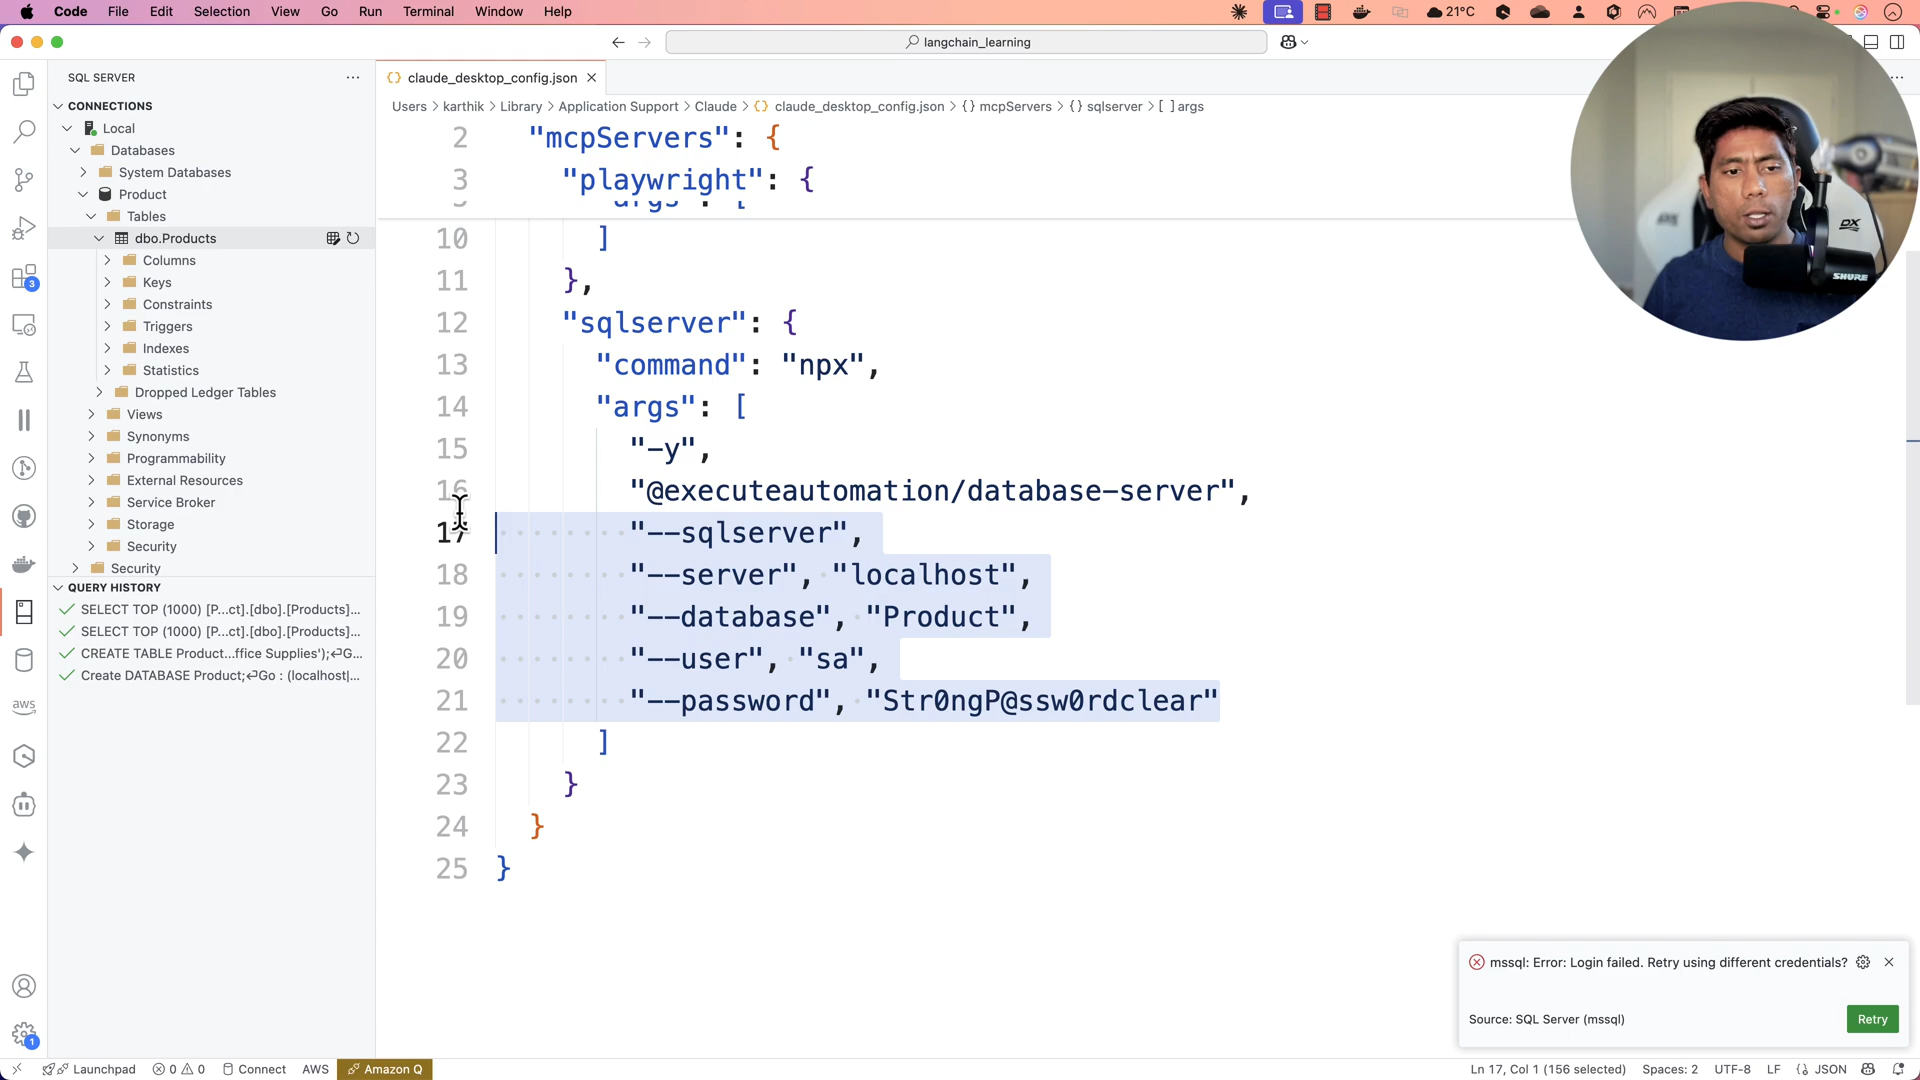 Code File Edit Selection View Go Run Terminal Window Help
21°C
langchain_learning
SQL SERVER
CONNECTIONS
Local
Databases
System Databases
Product
Tables
dbo.Products
Columns
Keys
Constraints
Triggers
Indexes
Statistics
Dropped Ledger Tables
Views
Synonyms
Programmability
External Resources
Service Broker
Storage
Security
Security
QUERY HISTORY
SELECT TOP (1000) [P...ct].[dbo].[Products]...
SELECT TOP (1000) [P...ct].[dbo].[Products]...
CREATE TABLE Product...ffice Supplies');↵G...
Create DATABASE Product;↵Go : (localhost|...
3
aws
1
claude_desktop_config.json
Users > karthik > Library > Application Support > Claude > {} claude_desktop_config.json > {} mcpServers > {} sqlserver > [ ] args
2 "mcpServers": {
3 "playwright": {
"args": [
10 ]
11 },
12 "sqlserver": {
13 "command": "npx",
14 "args": [
15 "-y",
16 "@executeautomation/database-server",
17 "--sqlserver",
18 "--server", "localhost",
19 "--database", "Product",
20 "--user", "sa",
21 "--password", "Str0ngP@ssw0rdclear"
22 ]
23 }
24 }
25 }
DX
SHURE
mssql: Error: Login failed. Retry using different credentials?
Source: SQL Server (mssql)
Retry
Launchpad 0 0 Connect AWS Amazon Q
Ln 17, Col 1 (156 selected) Spaces: 2 UTF-8 LF {} JSON